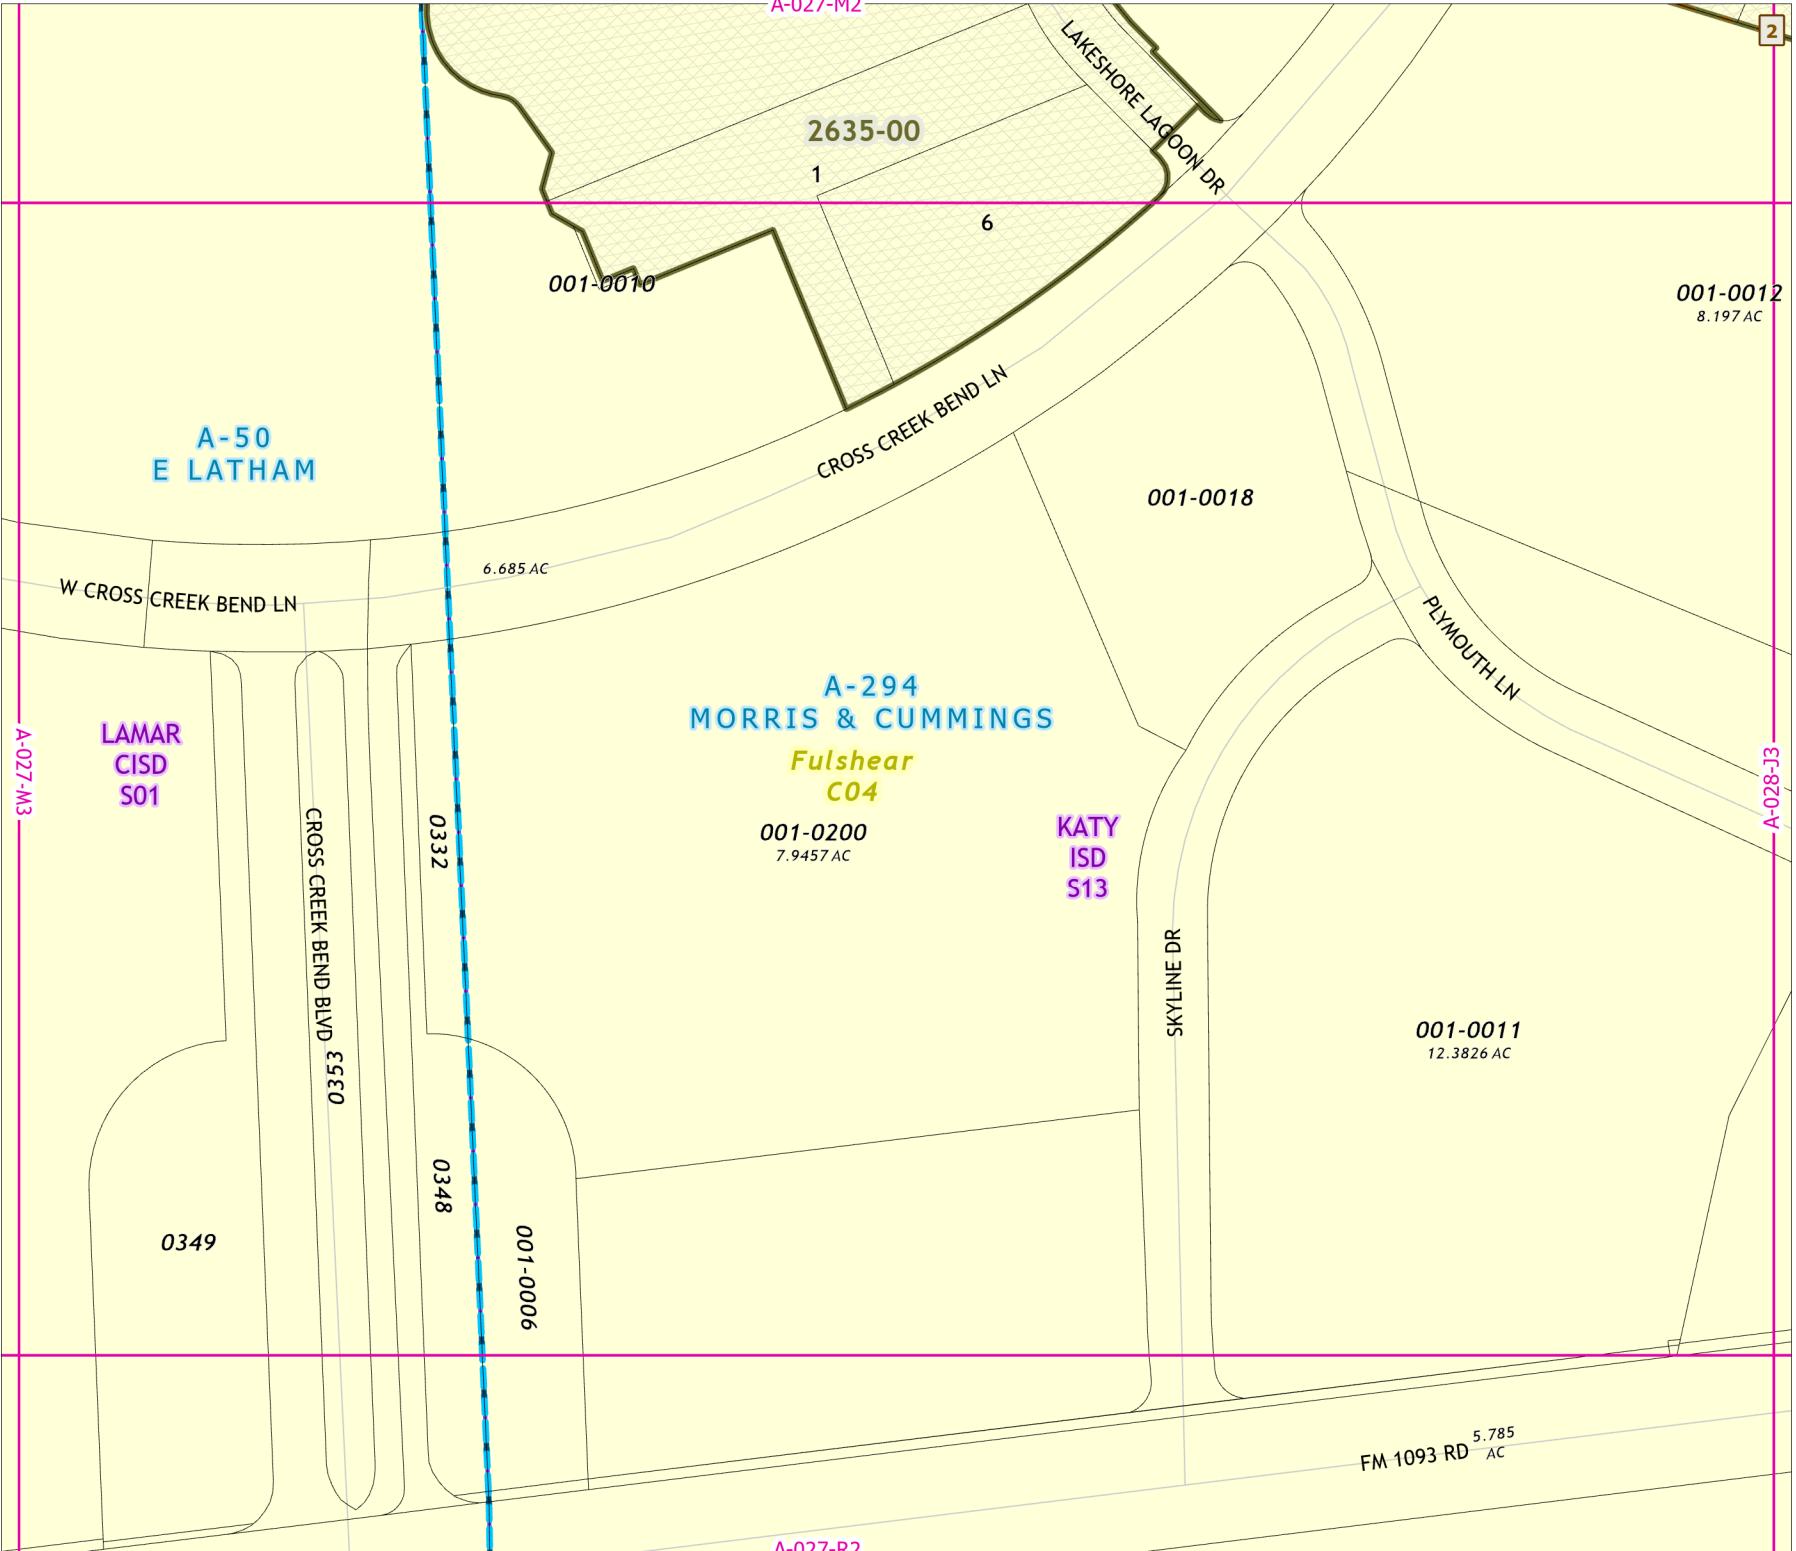 A-027-M2
2
LAKESHORE LAGOON DR
2635-00
1
6
001-0010
001-0012
8.197 AC
CROSS CREEK BEND LN
A-50
E LATHAM
001-0018
6.685 AC
W CROSS CREEK BEND LN
PLYMOUTH LN
A-294
MORRIS & CUMMINGS
Fulshear
C04
001-0200
7.9457 AC
LAMAR
CISD
S01
A-027-M3
A-028-J3
KATY
ISD
S13
0332
CROSS CREEK BEND BLVD
0353
SKYLINE DR
001-0011
12.3826 AC
0348
0349
001-0006
FM 1093 RD
5.785
AC
A-027-R2